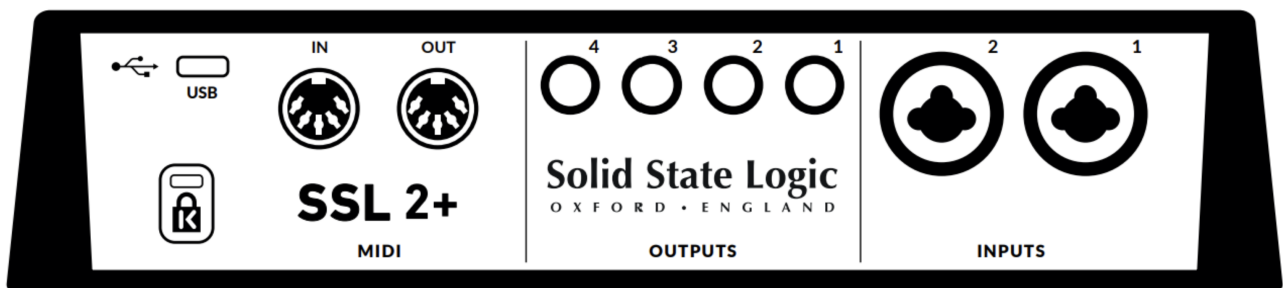 IN OUT
USB
SSL 2+
MIDI
4 3 2 1
Solid State Logic
OXFORD • ENGLAND
OUTPUTS
2 1
INPUTS
K